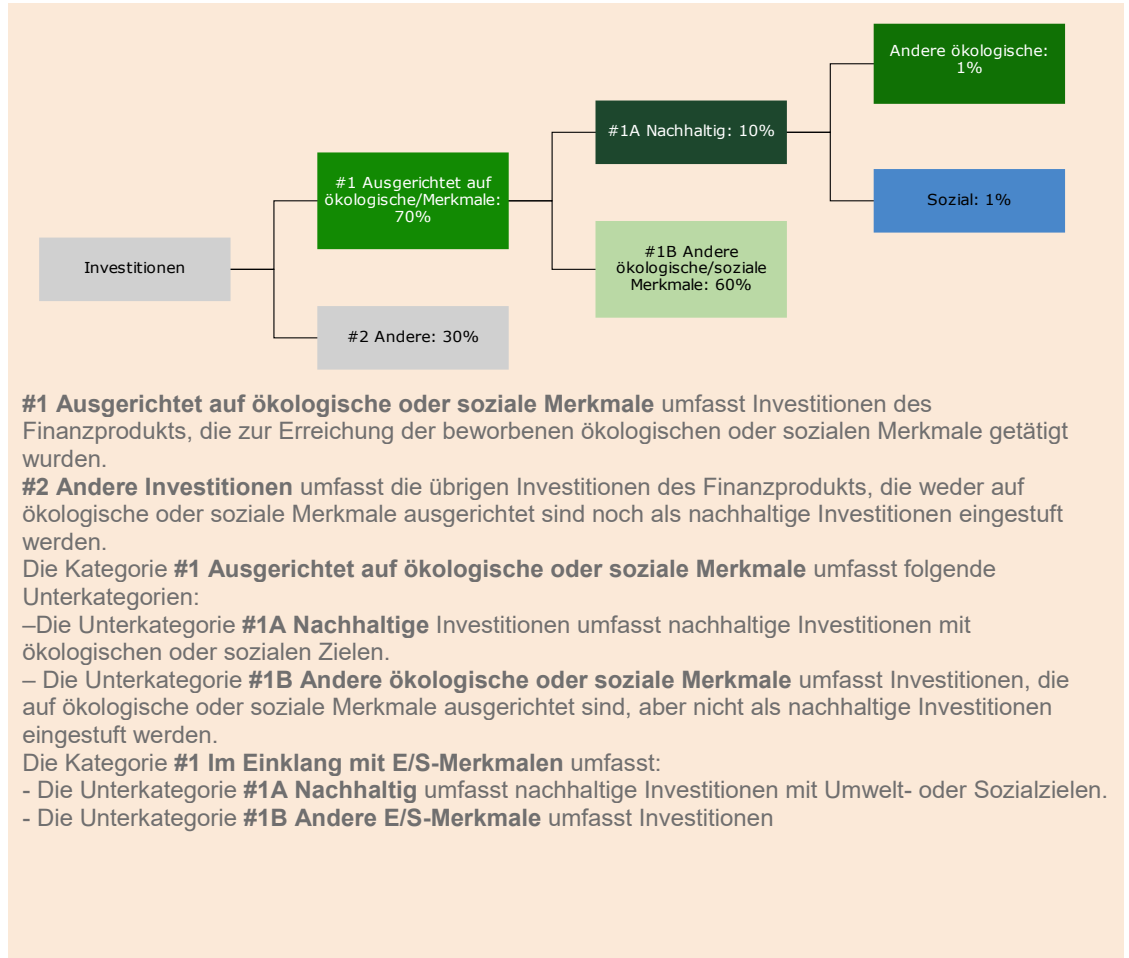 Andere ökologische:
1%
#1A Nachhaltig: 10%
#1 Ausgerichtet auf
ökologische/Merkmale:
70%
Sozial: 1%
Investitionen
#1B Andere
ökologische/soziale
Merkmale: 60%
#2 Andere: 30%
#1 Ausgerichtet auf ökologische oder soziale Merkmale umfasst Investitionen des
Finanzprodukts, die zur Erreichung der beworbenen ökologischen oder sozialen Merkmale getätigt
wurden.
#2 Andere Investitionen umfasst die übrigen Investitionen des Finanzprodukts, die weder auf
ökologische oder soziale Merkmale ausgerichtet sind noch als nachhaltige Investitionen eingestuft
werden.
Die Kategorie #1 Ausgerichtet auf ökologische oder soziale Merkmale umfasst folgende
Unterkategorien:
–Die Unterkategorie #1A Nachhaltige Investitionen umfasst nachhaltige Investitionen mit
ökologischen oder sozialen Zielen.
– Die Unterkategorie #1B Andere ökologische oder soziale Merkmale umfasst Investitionen, die
auf ökologische oder soziale Merkmale ausgerichtet sind, aber nicht als nachhaltige Investitionen
eingestuft werden.
Die Kategorie #1 Im Einklang mit E/S-Merkmalen umfasst:
- Die Unterkategorie #1A Nachhaltig umfasst nachhaltige Investitionen mit Umwelt- oder Sozialzielen.
- Die Unterkategorie #1B Andere E/S-Merkmale umfasst Investitionen